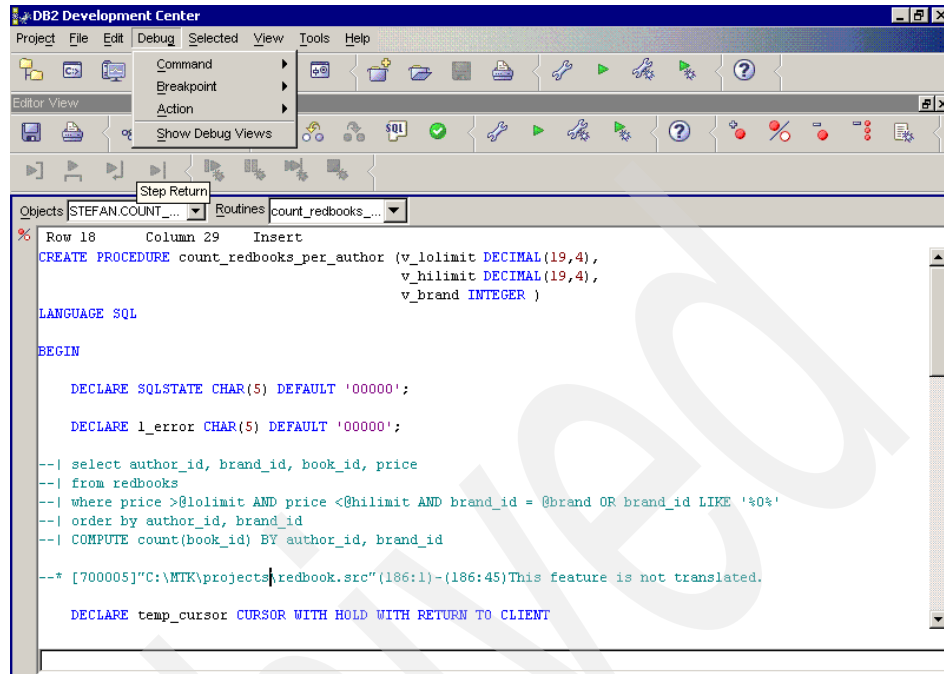 DB2 Development Center
Project File Edit Debug Selected View Tools Help
Command
Breakpoint
Action
Show Debug Views
Editor View
SQL
Step Return
Objects STEFAN.COUNT_... Routines count_redbooks_...
Row 18 Column 29 Insert
CREATE PROCEDURE count_redbooks_per_author (v_lolimit DECIMAL(19,4),
v_hilimit DECIMAL(19,4),
v_brand INTEGER )
LANGUAGE SQL
BEGIN
DECLARE SQLSTATE CHAR(5) DEFAULT '00000';
DECLARE l_error CHAR(5) DEFAULT '00000';
--| select author_id, brand_id, book_id, price
--| from redbooks
--| where price >@lolimit AND price <@hilimit AND brand_id = @brand OR brand_id LIKE '%0%'
--| order by author_id, brand_id
--| COMPUTE count(book_id) BY author_id, brand_id
--* [700005]"C:\MTK\projects\redbook.src"(186:1)-(186:45)This feature is not translated.
DECLARE temp_cursor CURSOR WITH HOLD WITH RETURN TO CLIENT